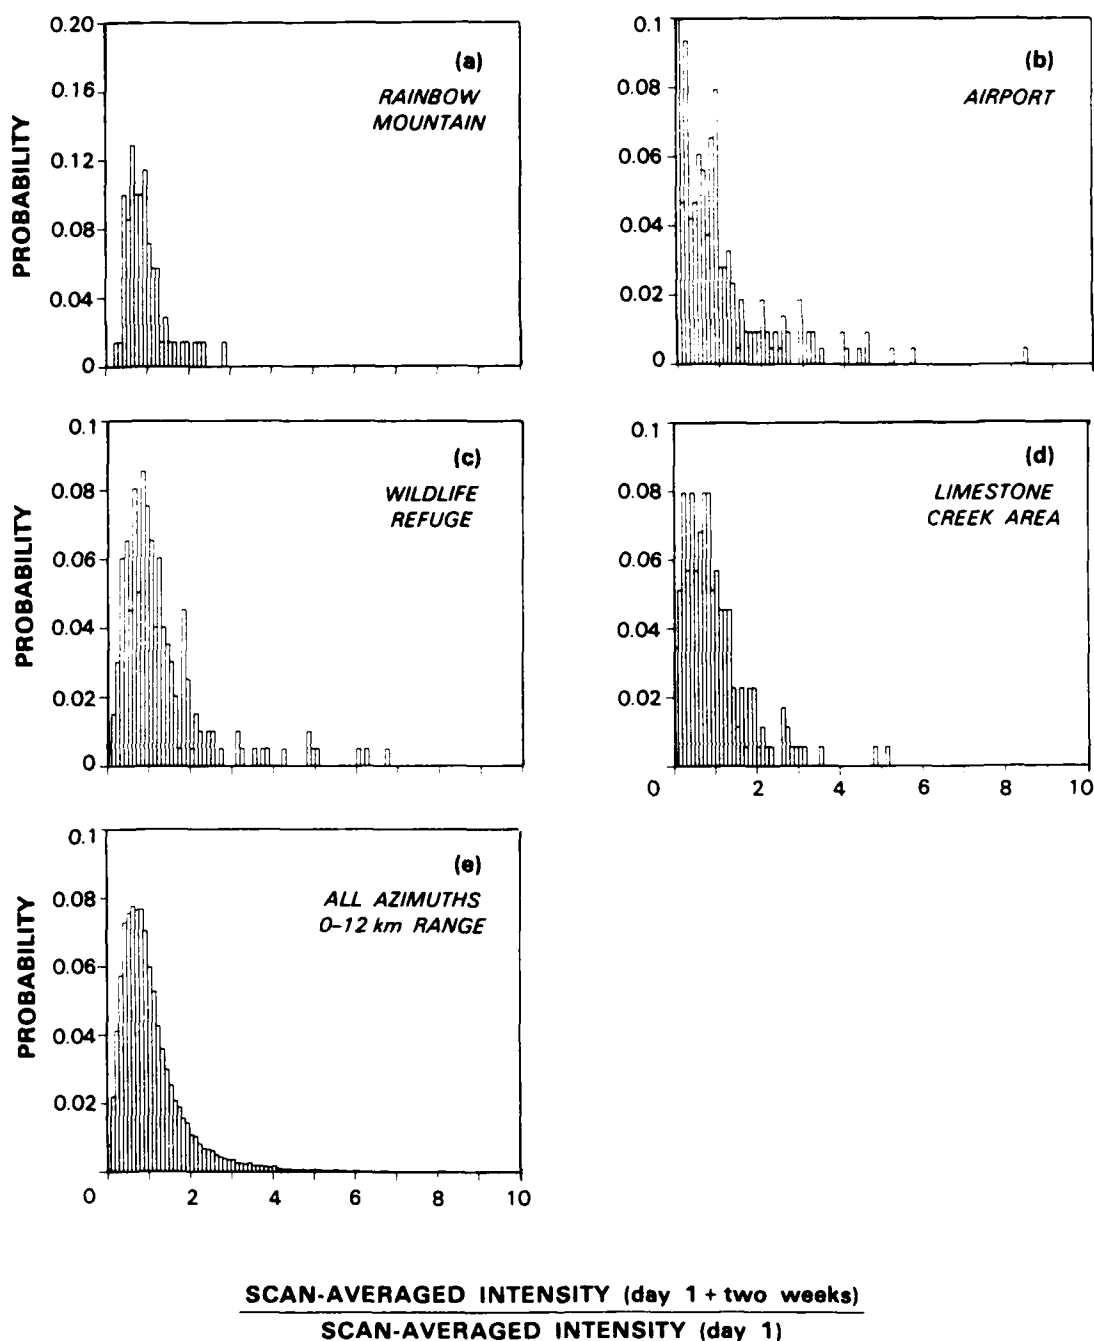 0.20
0.16
0.12
0.08
0.04
0
PROBABILITY
(a)
RAINBOW
MOUNTAIN
0.1
0.08
0.06
0.04
0.02
0
(b)
AIRPORT
0.1
0.08
0.06
0.04
0.02
0
PROBABILITY
(c)
WILDLIFE
REFUGE
0.1
0.08
0.06
0.04
0.02
(d)
LIMESTONE
CREEK AREA
0 2 4 6 8 10
0.1
0.08
0.06
0.04
0.02
PROBABILITY
(e)
ALL AZIMUTHS
0–12 km RANGE
0 2 4 6 8 10
SCAN-AVERAGED INTENSITY (day 1 + two weeks)
SCAN-AVERAGED INTENSITY (day 1)